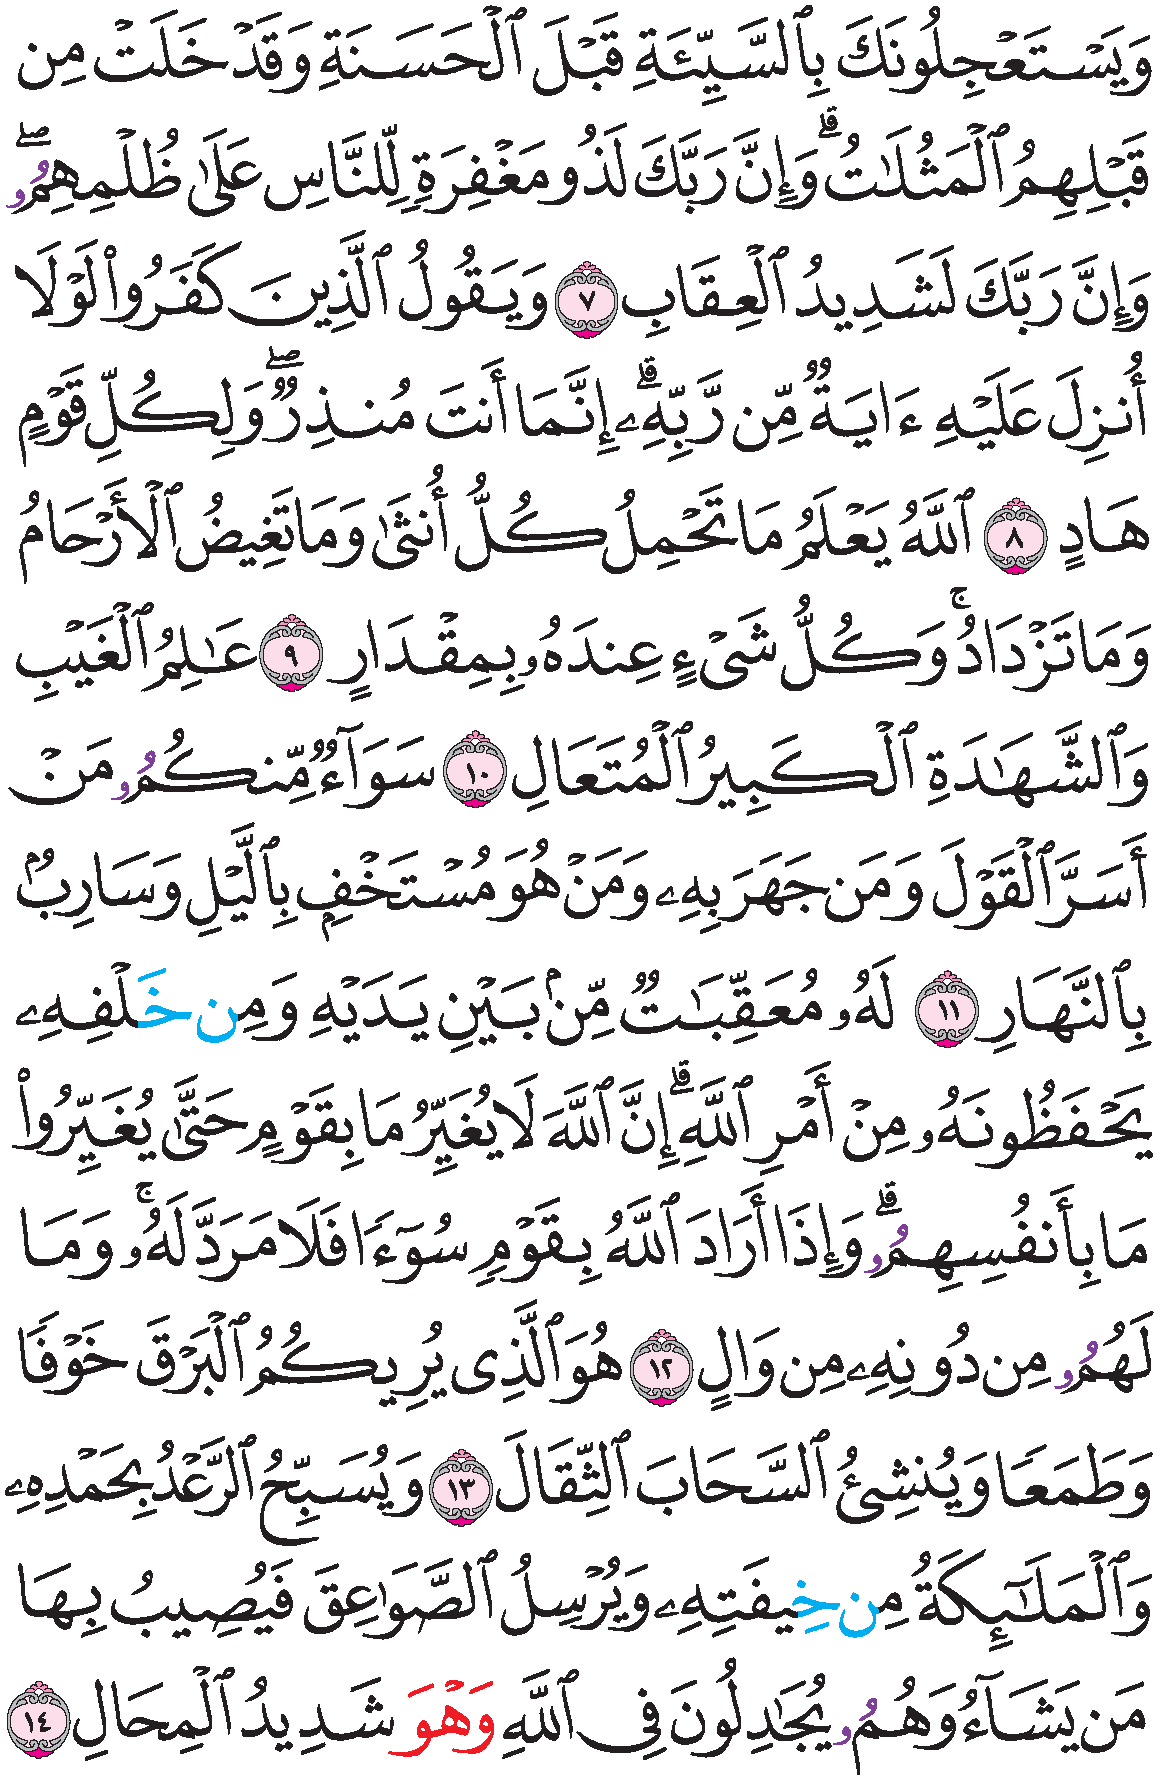 وَيَسْتَعْجِلُونَكَ بِٱلسَّيِّئَةِ قَبْلَ ٱلْحَسَنَةِ وَقَدْ خَلَتْ مِن
قَبْلِهِمُ ٱلْمَثُلَٰتُۗ وَإِنَّ رَبَّكَ لَذُو مَغْفِرَةٍ لِّلنَّاسِ عَلَىٰ ظُلْمِهِمُۥۖ
وَإِنَّ رَبَّكَ لَشَدِيدُ ٱلْعِقَابِ ٧ وَيَقُولُ ٱلَّذِينَ كَفَرُوا۟ لَوْلَا
أُنزِلَ عَلَيْهِ ءَايَةٌ مِّن رَّبِّهِۦۗ إِنَّمَا أَنتَ مُنذِرٌۖ وَلِكُلِّ قَوْمٍ
هَادٍ ٨ ٱللَّهُ يَعْلَمُ مَا تَحْمِلُ كُلُّ أُنثَىٰ وَمَا تَغِيضُ ٱلْأَرْحَامُ
وَمَا تَزْدَادُۚ وَكُلُّ شَىْءٍ عِندَهُۥ بِمِقْدَارٍ ٩ عَٰلِمُ ٱلْغَيْبِ
وَٱلشَّهَٰدَةِ ٱلْكَبِيرُ ٱلْمُتَعَالِ ١٠ سَوَآءٌ مِّنكُمُۥ مَنْ
أَسَرَّ ٱلْقَوْلَ وَمَن جَهَرَ بِهِۦ وَمَنْ هُوَ مُسْتَخْفٍۭ بِٱلَّيْلِ وَسَارِبٌۢ
بِٱلنَّهَارِ ١١ لَهُۥ مُعَقِّبَٰتٌ مِّنۢ بَيْنِ يَدَيْهِ وَمِن خَلْفِهِۦ
يَحْفَظُونَهُۥ مِنْ أَمْرِ ٱللَّهِۗ إِنَّ ٱللَّهَ لَا يُغَيِّرُ مَا بِقَوْمٍ حَتَّىٰ يُغَيِّرُوا۟
مَا بِأَنفُسِهِمُۥۗ وَإِذَا أَرَادَ ٱللَّهُ بِقَوْمٍ سُوٓءًا فَلَا مَرَدَّ لَهُۥۚ وَمَا
لَهُمُۥ مِن دُونِهِۦ مِن وَالٍ ١٢ هُوَ ٱلَّذِى يُرِيكُمُ ٱلْبَرْقَ خَوْفًا
وَطَمَعًا وَيُنشِئُ ٱلسَّحَابَ ٱلثِّقَالَ ١٣ وَيُسَبِّحُ ٱلرَّعْدُ بِحَمْدِهِۦ
وَٱلْمَلَٰٓئِكَةُ مِن خِيفَتِهِۦ وَيُرْسِلُ ٱلصَّوَٰعِقَ فَيُصِيبُ بِهَا
مَن يَشَآءُ وَهُمُۥ يُجَٰدِلُونَ فِى ٱللَّهِ وَهْوَ شَدِيدُ ٱلْمِحَالِ ١٤